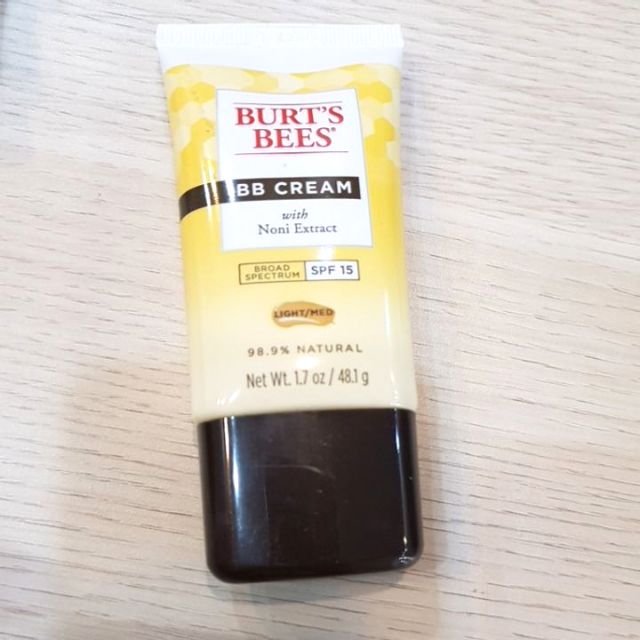 BURT'S
BEES®
BB CREAM
with
Noni Extract
BROAD
SPECTRUM SPF 15
LIGHT/MED
98.9% NATURAL
Net Wt. 1.7 oz / 48.1 g